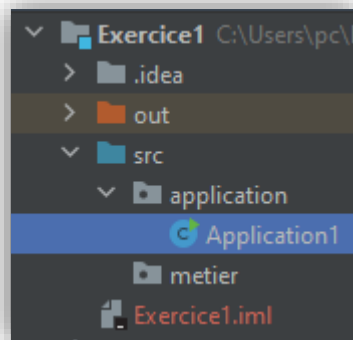 Exercice1 C:\Users\pc\
.idea
out
src
application
Application1
metier
Exercice1.iml